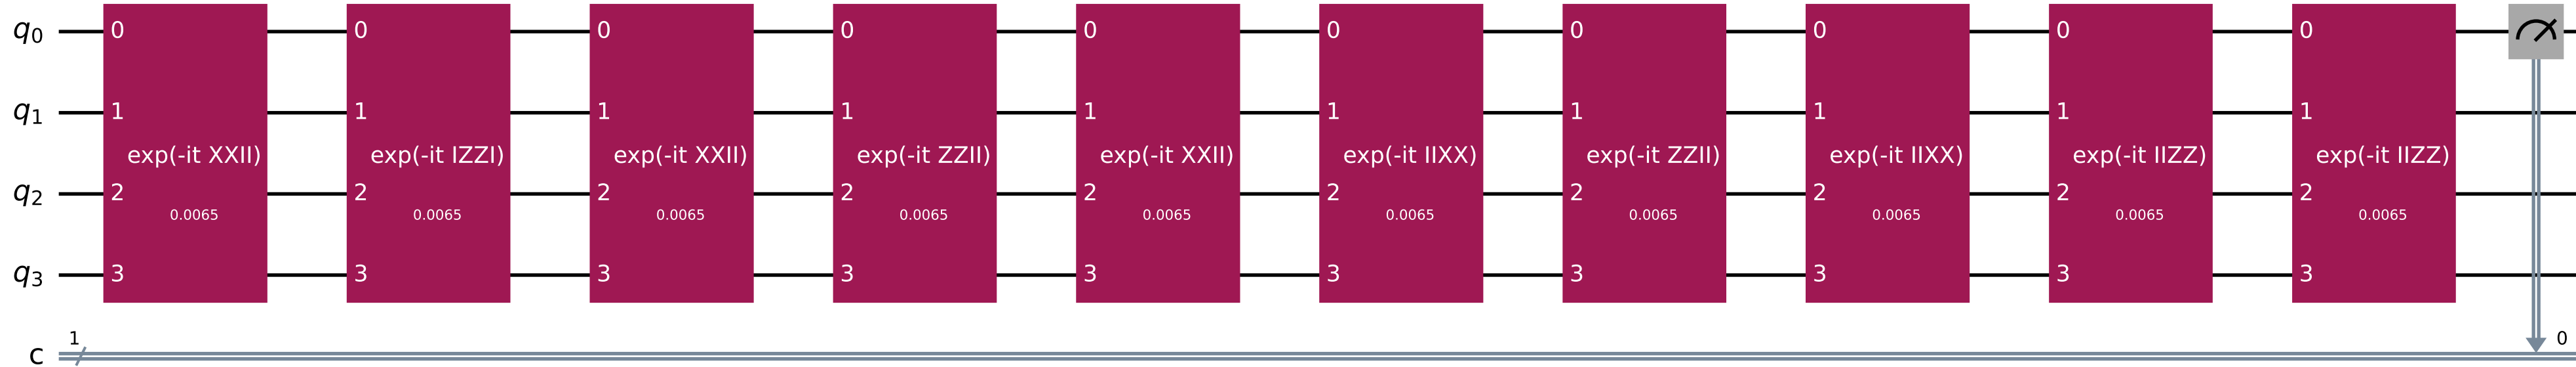 q0 0 0 0 0 0 0 0 0 0 0
q1 1 1 1 1 1 1 1 1 1 1
exp(-it XXII) exp(-it IZZI) exp(-it XXII) exp(-it ZZII) exp(-it XXII) exp(-it IIXX) exp(-it ZZII) exp(-it IIXX) exp(-it IIZZ) exp(-it IIZZ)
q2 2 2 2 2 2 2 2 2 2 2
0.0065 0.0065 0.0065 0.0065 0.0065 0.0065 0.0065 0.0065 0.0065 0.0065
q3 3 3 3 3 3 3 3 3 3 3
1 0
c